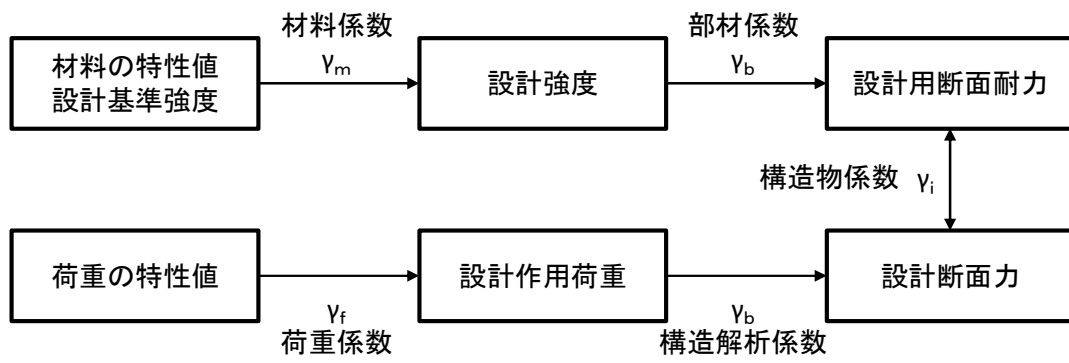 材料係数
部材係数
材料の特性値
設計基準強度
γm
設計強度
γb
設計用断面耐力
構造物係数 γi
荷重の特性値
設計作用荷重
設計断面力
γf
荷重係数
γb
構造解析係数